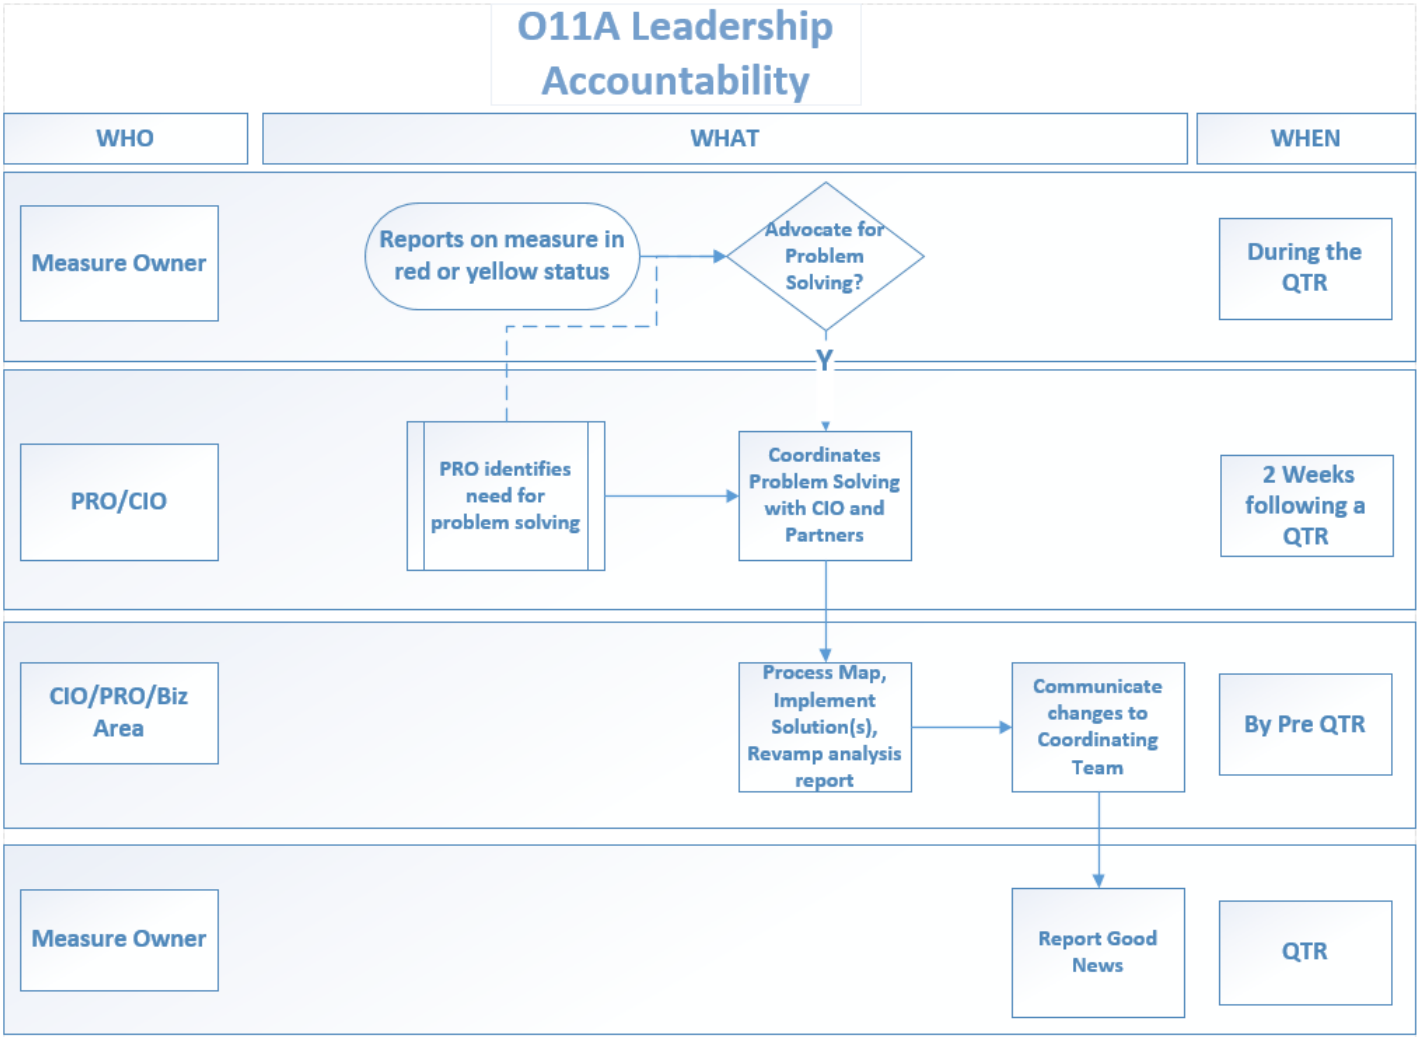 O11A Leadership
Accountability
WHO
WHAT
WHEN
Measure Owner
Reports on measure in
red or yellow status
Advocate for
Problem
Solving?
During the
QTR
Y
PRO/CIO
PRO identifies
need for
problem solving
Coordinates
Problem Solving
with CIO and
Partners
2 Weeks
following a
QTR
CIO/PRO/Biz
Area
Process Map,
Implement
Solution(s),
Revamp analysis
report
Communicate
changes to
Coordinating
Team
By Pre QTR
Measure Owner
Report Good
News
QTR